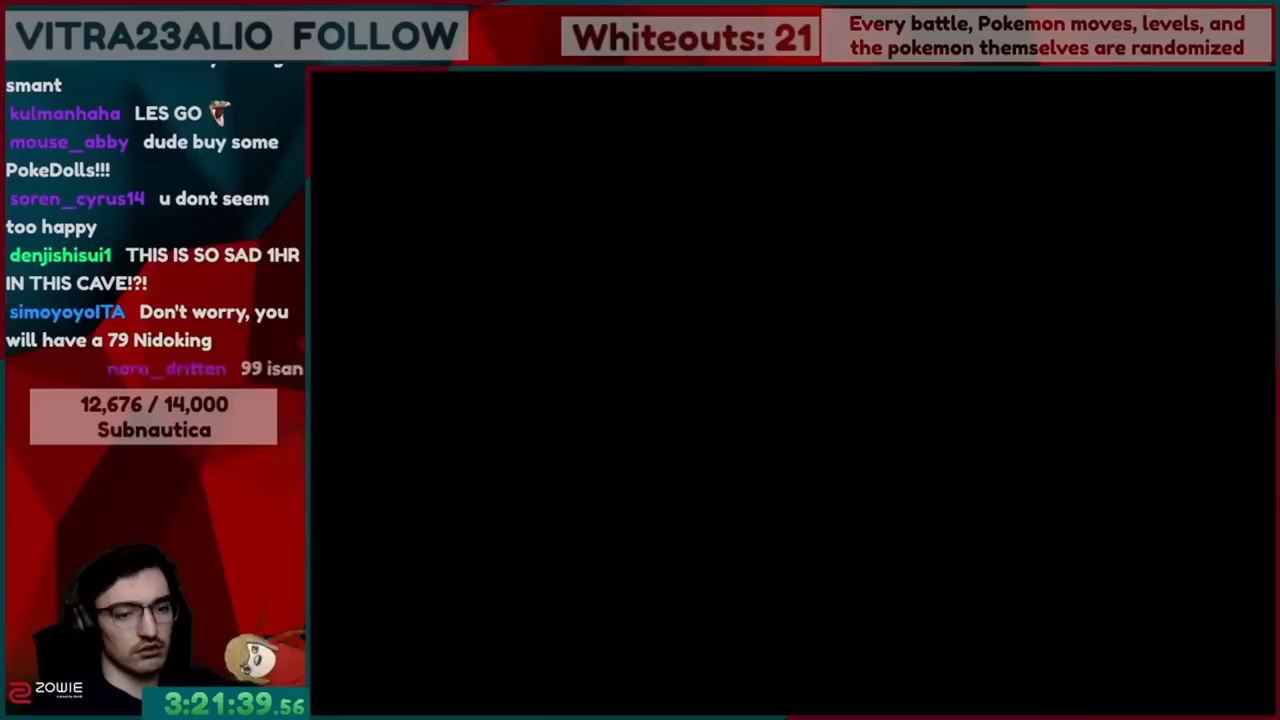 VITRA23ALIO FOLLOW
Whiteouts: 21
Every battle, Pokemon moves, levels, and
the pokemon themselves are randomized
smant
kulmanhaha LES GO
mouse_abby dude buy some
PokeDolls!!!
soren_cyrus14 u dont seem
too happy
denjishisui1 THIS IS SO SAD 1HR
IN THIS CAVE!?!
simoyoyoITA Don't worry, you
will have a 79 Nidoking
99 isan
12,676 / 14,000
Subnautica
ZOWIE
3:21:39.56